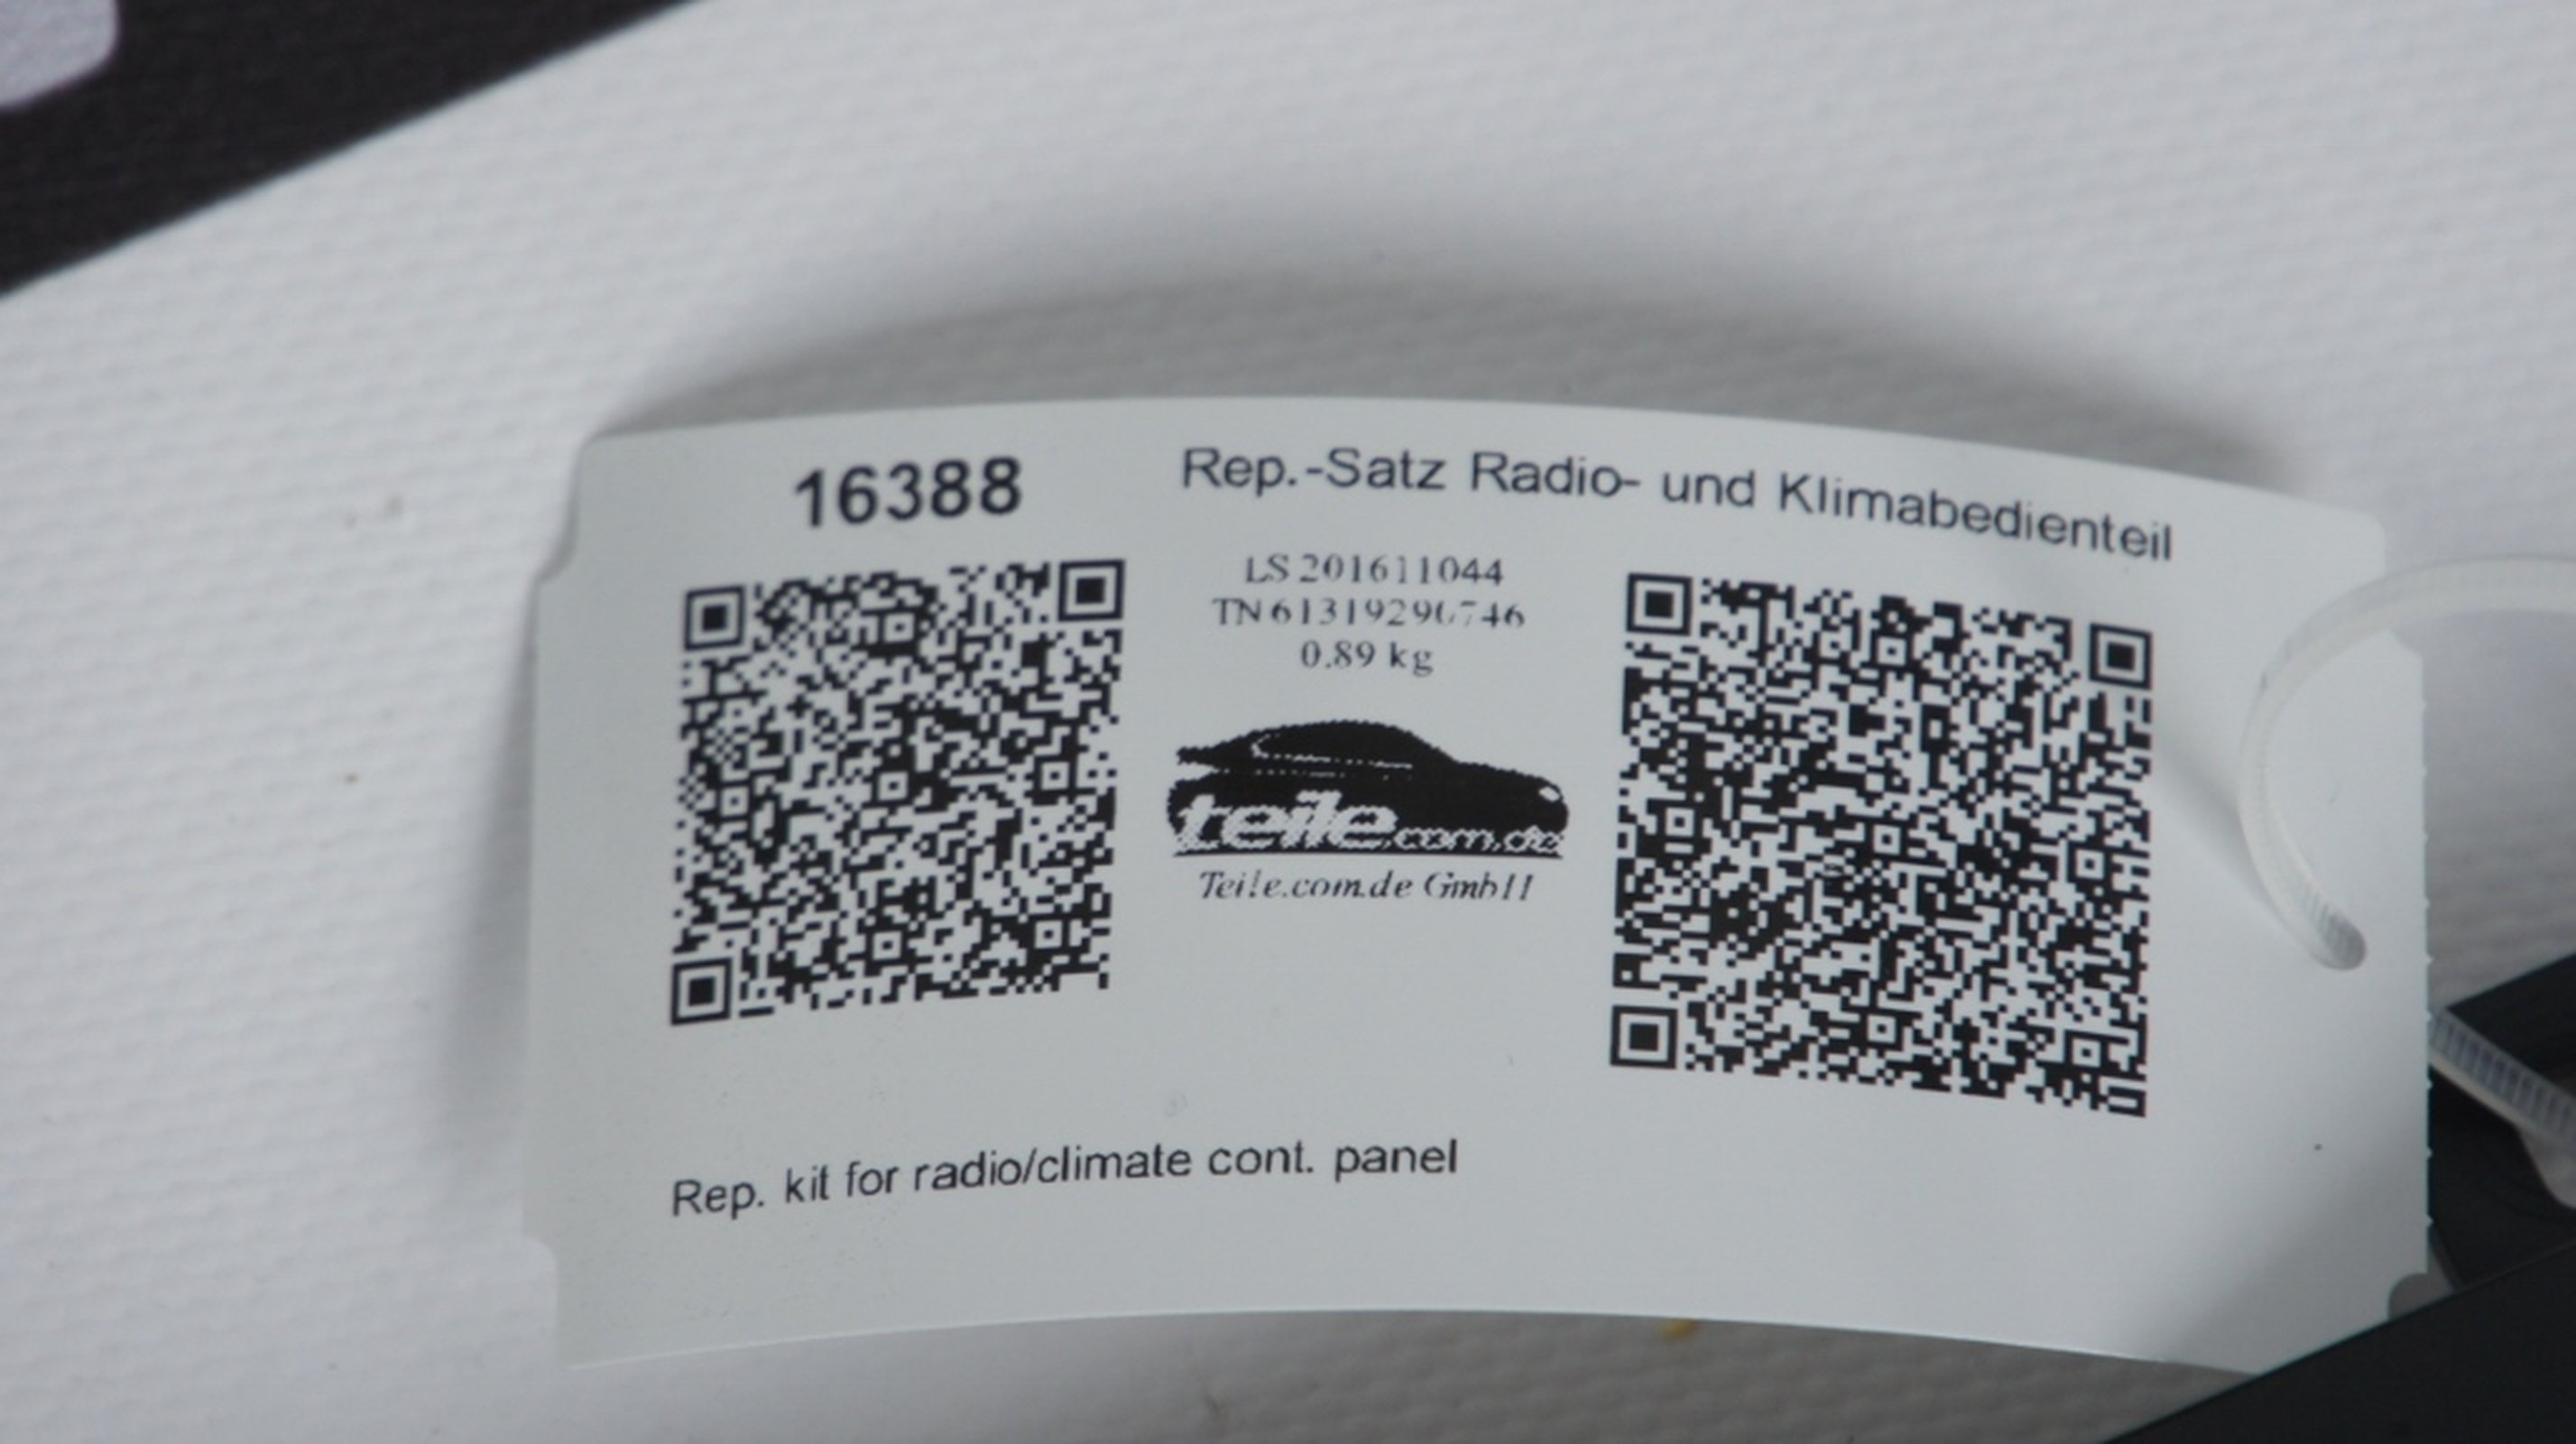 16388
Rep.-Satz Radio- und Klimabedienteil
LS 201611044
TN
0.89 kg
teile.com.de
Teile.com.de GmbH
Rep. kit for radio/climate cont. panel